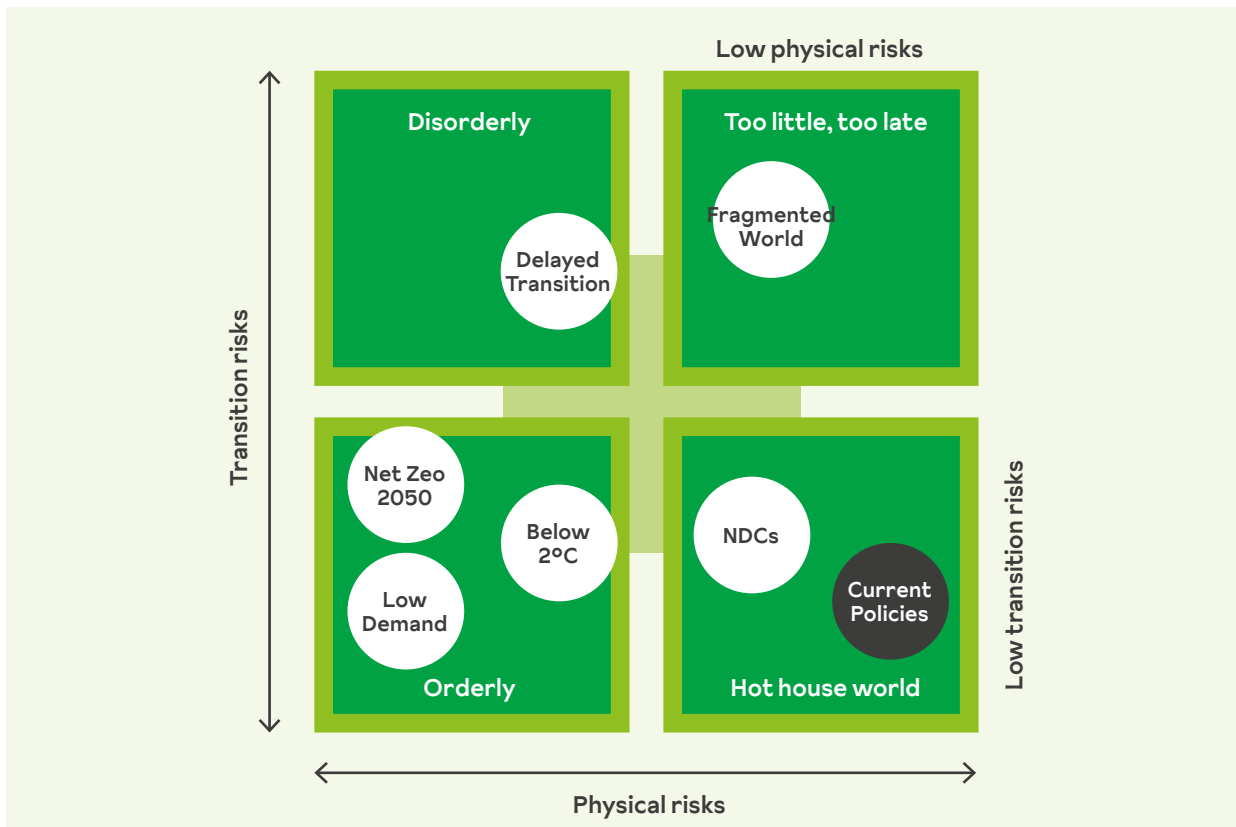 Low physical risks
Disorderly
Too little, too late
Fragmented
World
Delayed
Transition
Transition risks
Net Zeo
2050
Below
2°C
Low
Demand
Orderly
NDCs
Current
Policies
Hot house world
Low transition risks
Physical risks